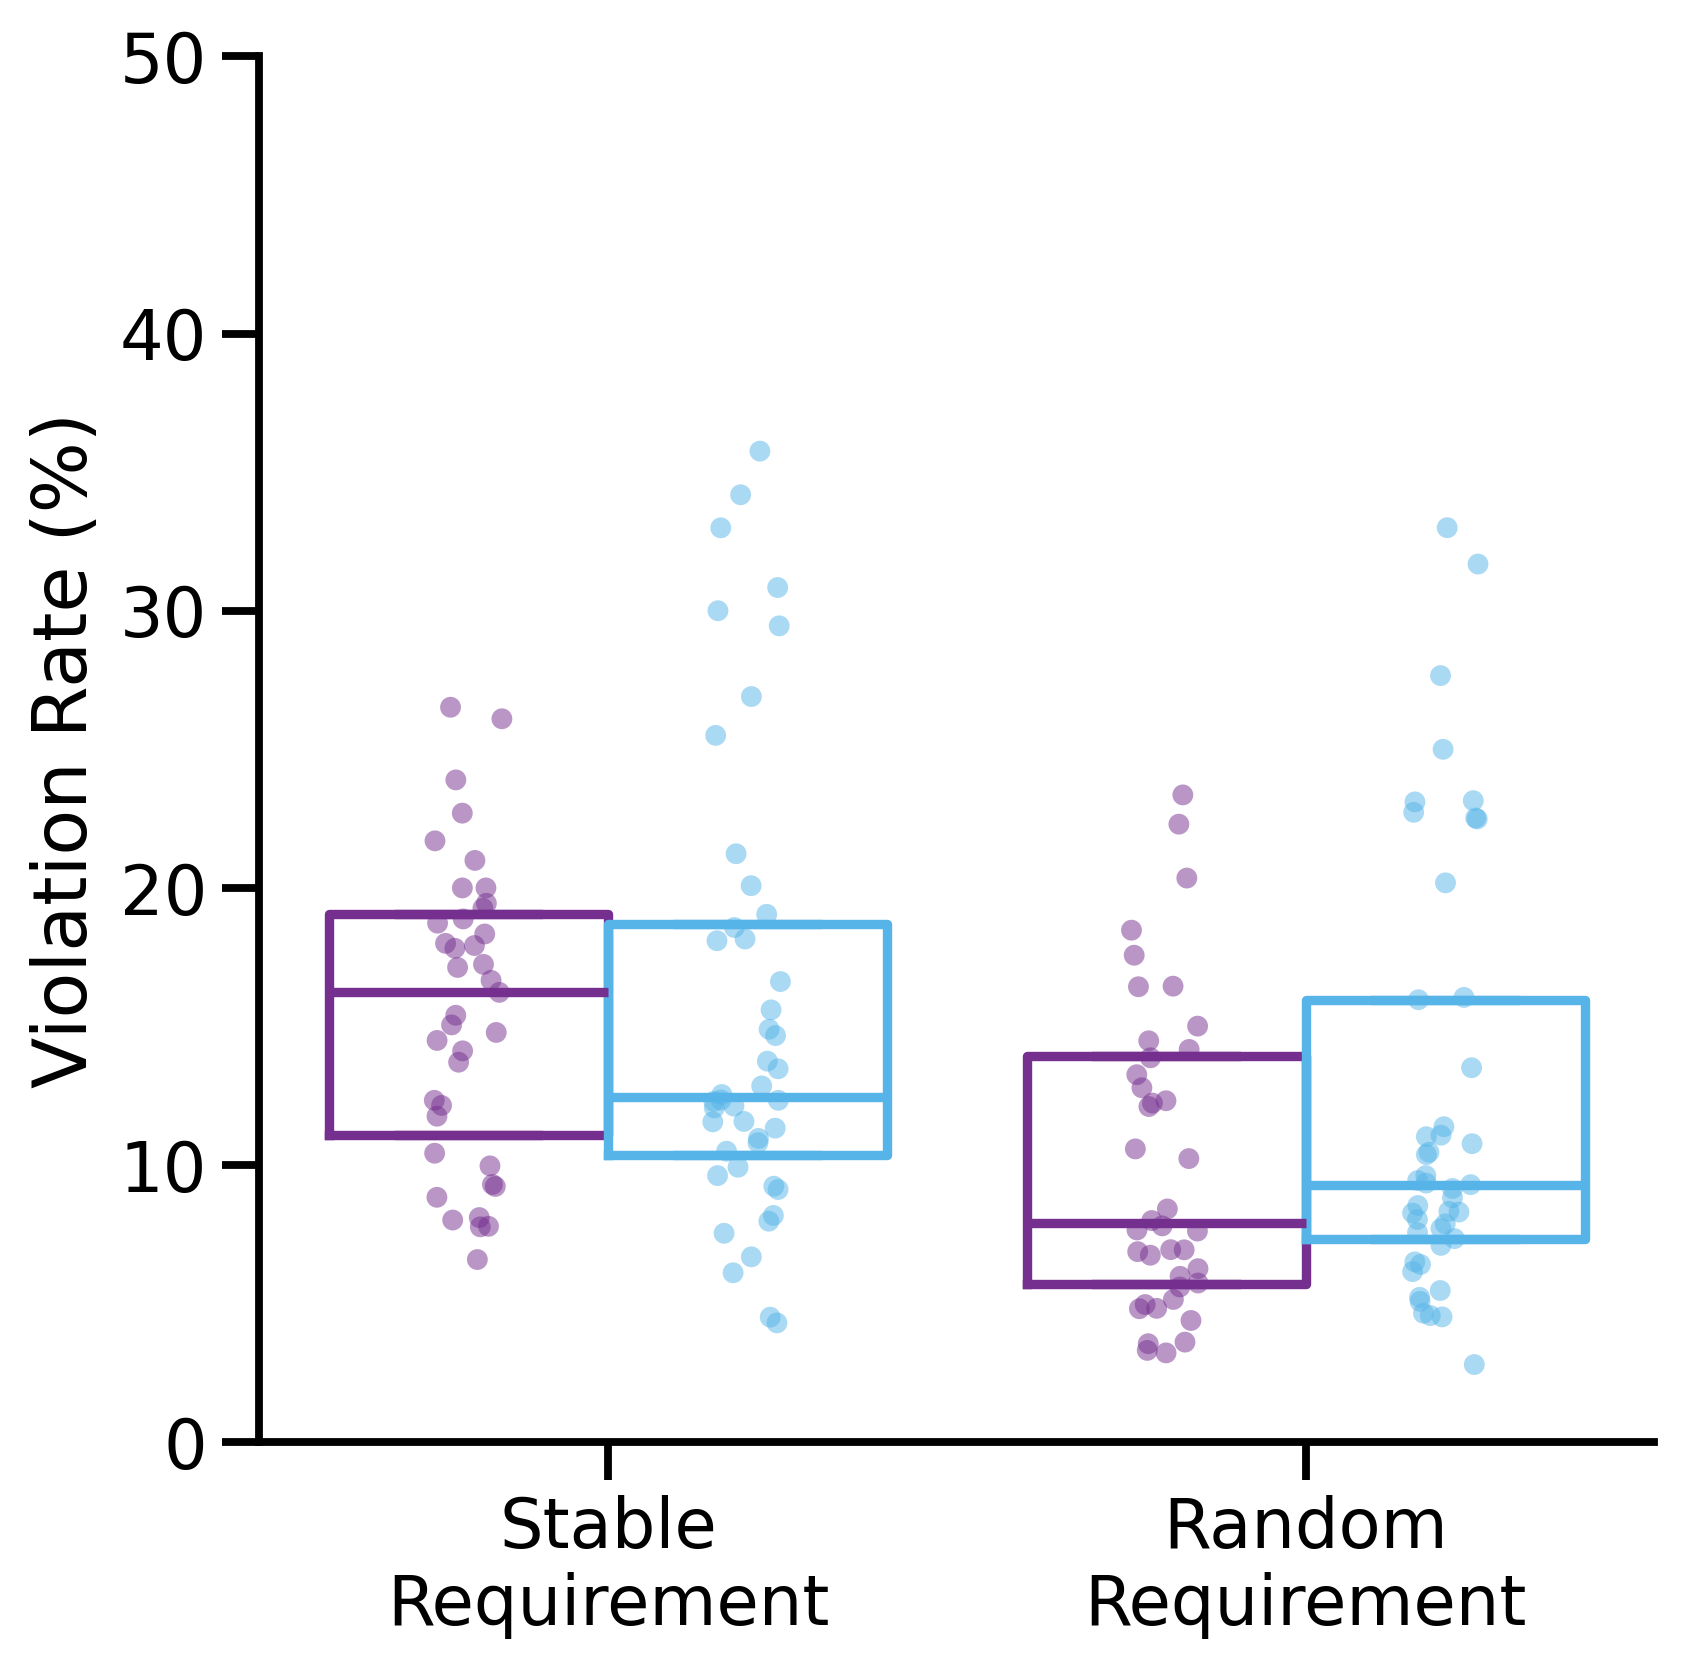 50
40
30
20
10
0
Violation Rate (%)
Stable
Requirement
Random
Requirement